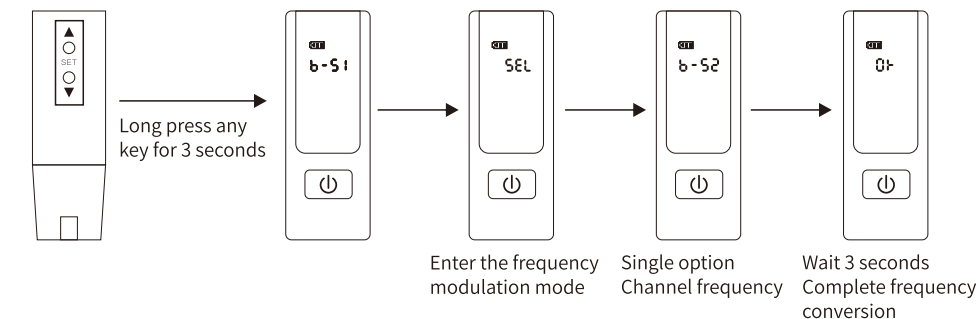 SET
Long press any
key for 3 seconds
b-S1
SEL
b-S2
OK
Enter the frequency
modulation mode
Single option
Channel frequency
Wait 3 seconds
Complete frequency
conversion